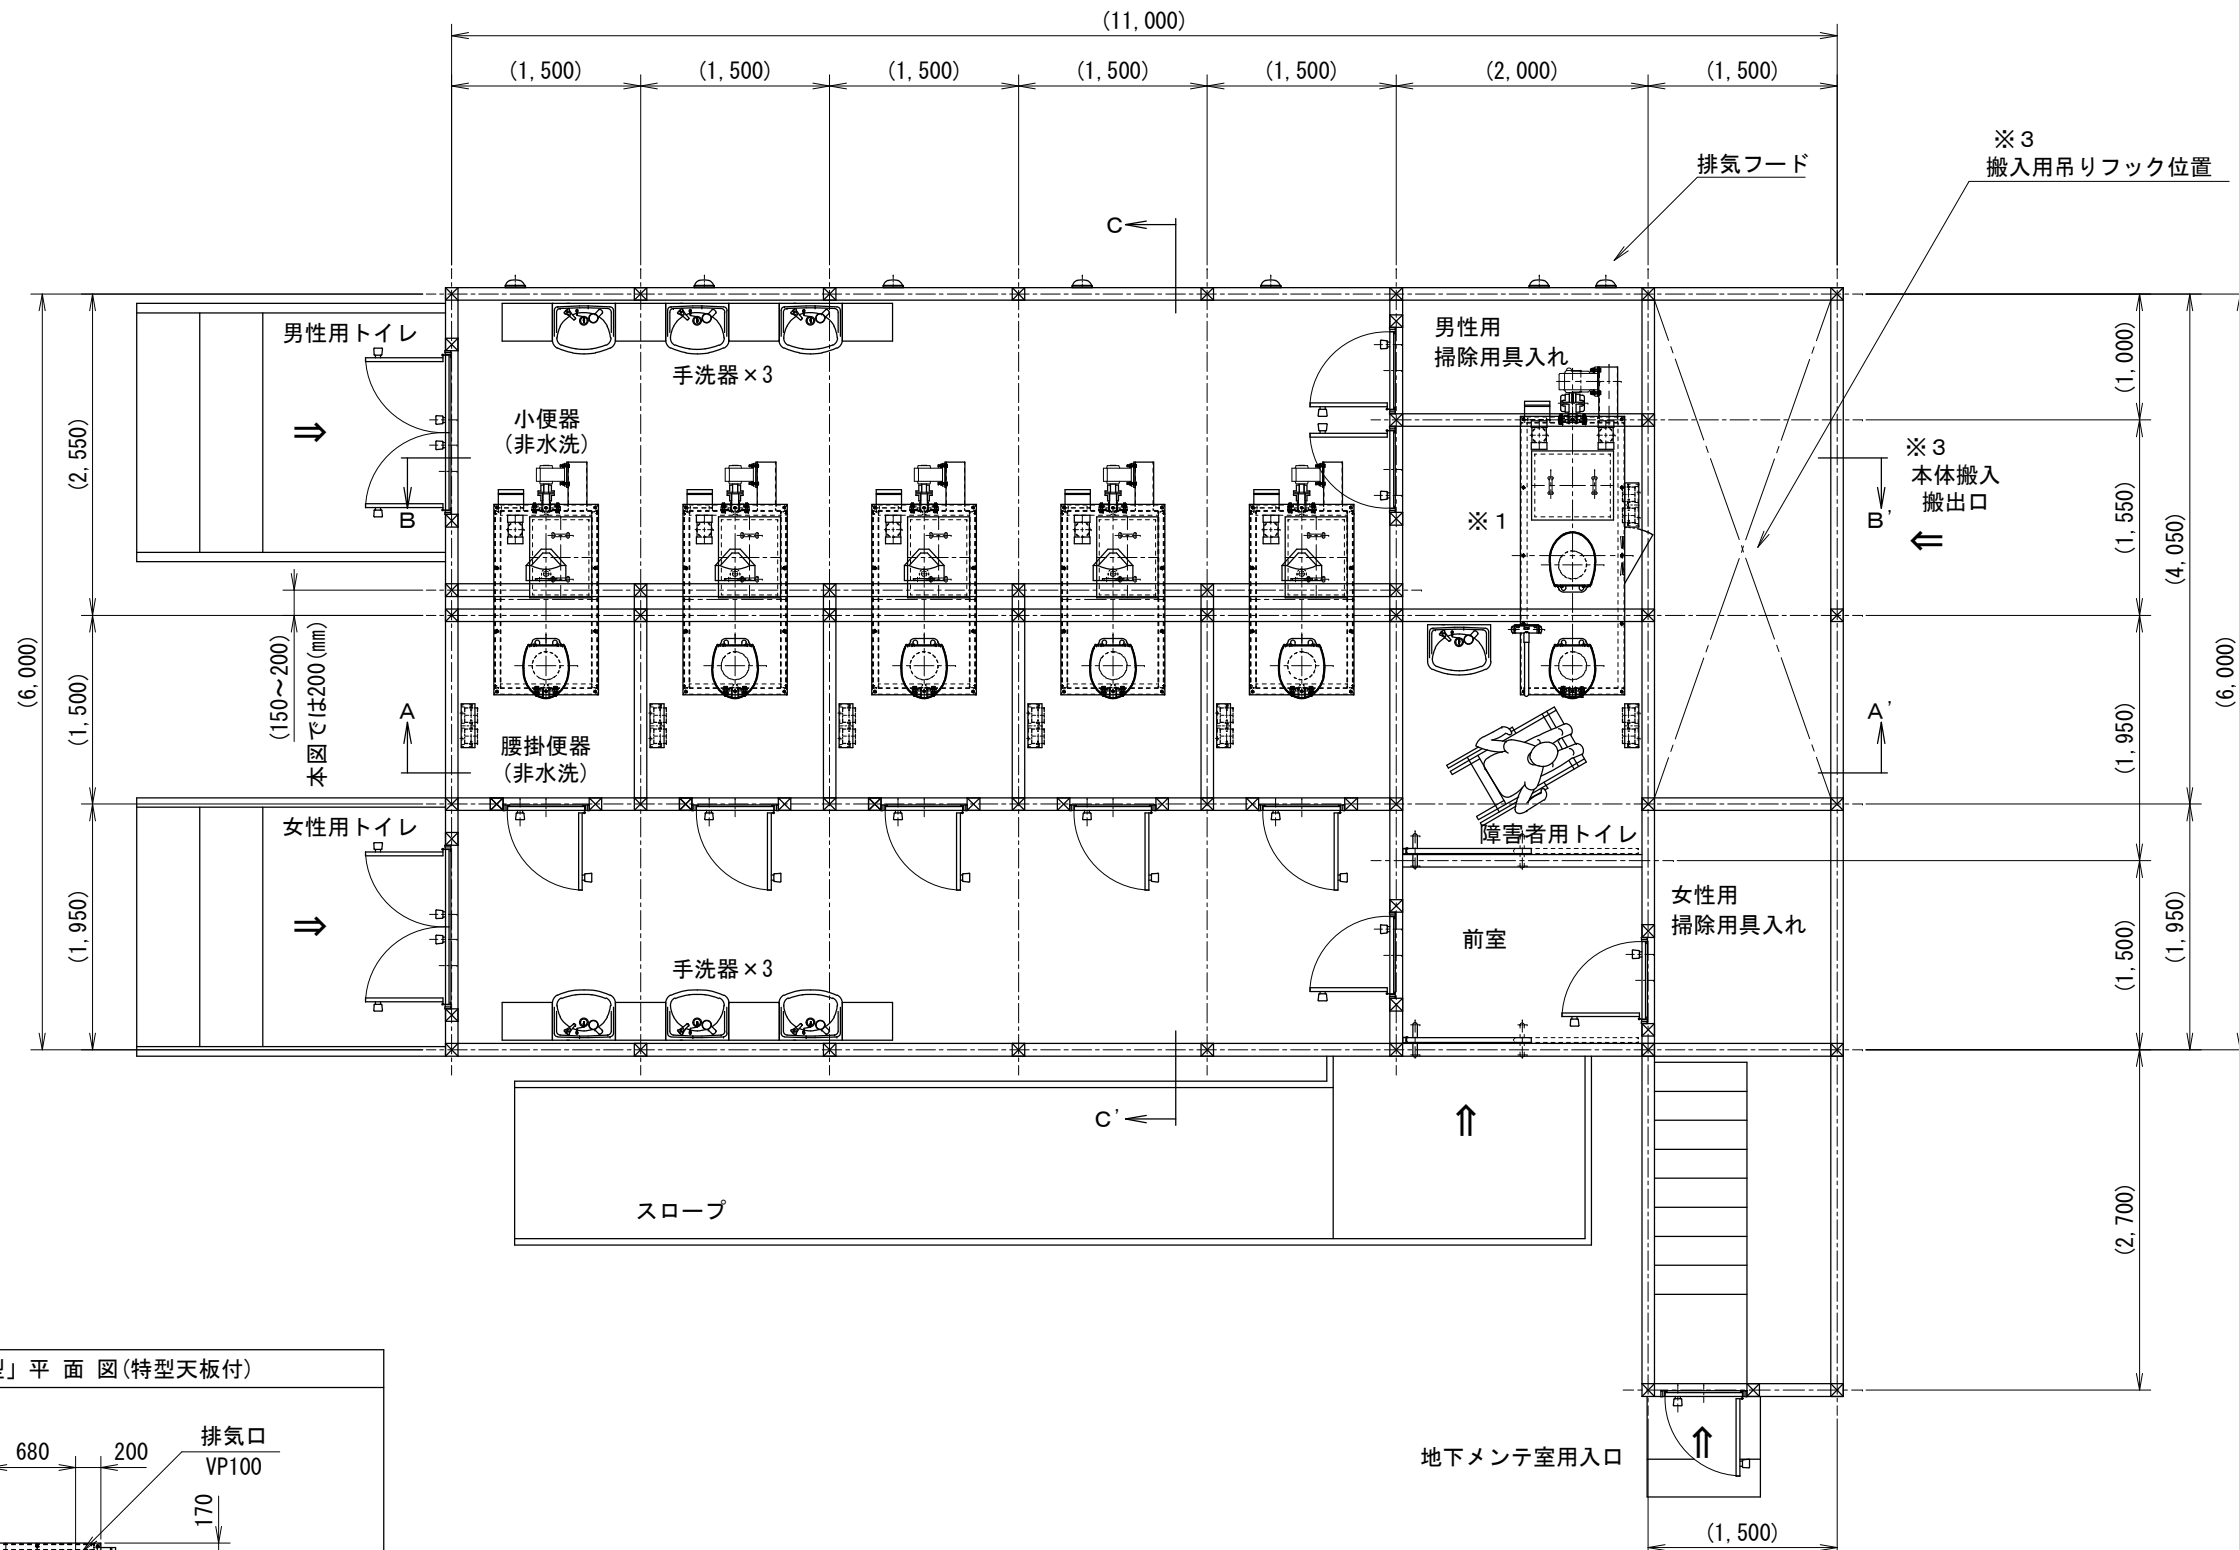 (11,000)
(1,500)
(1,500)
(1,500)
(1,500)
(1,500)
(2,000)
(1,500)
※3
搬入用吊りフック位置
排気フード
C
男性用トイレ
⇒
手洗器×3
小便器
(非水洗)
B
男性用
掃除用具入れ
※1
※3
本体搬入
搬出口
⇐
B'
(2,550)
(6,000)
(1,500)
(1,950)
(150～200)
本図では200(mm)
(1,000)
(1,550)
(4,050)
(1,950)
(6,000)
(1,500)
(1,950)
(2,700)
A
腰掛便器
(非水洗)
A'
女性用トイレ
⇒
障害者用トイレ
女性用
掃除用具入れ
前室
手洗器×3
C'
⇑
スロープ
地下メンテ室用入口
⇑
(1,500)
」平 面 図(特型天板付)
排気口
VP100
680
200
170